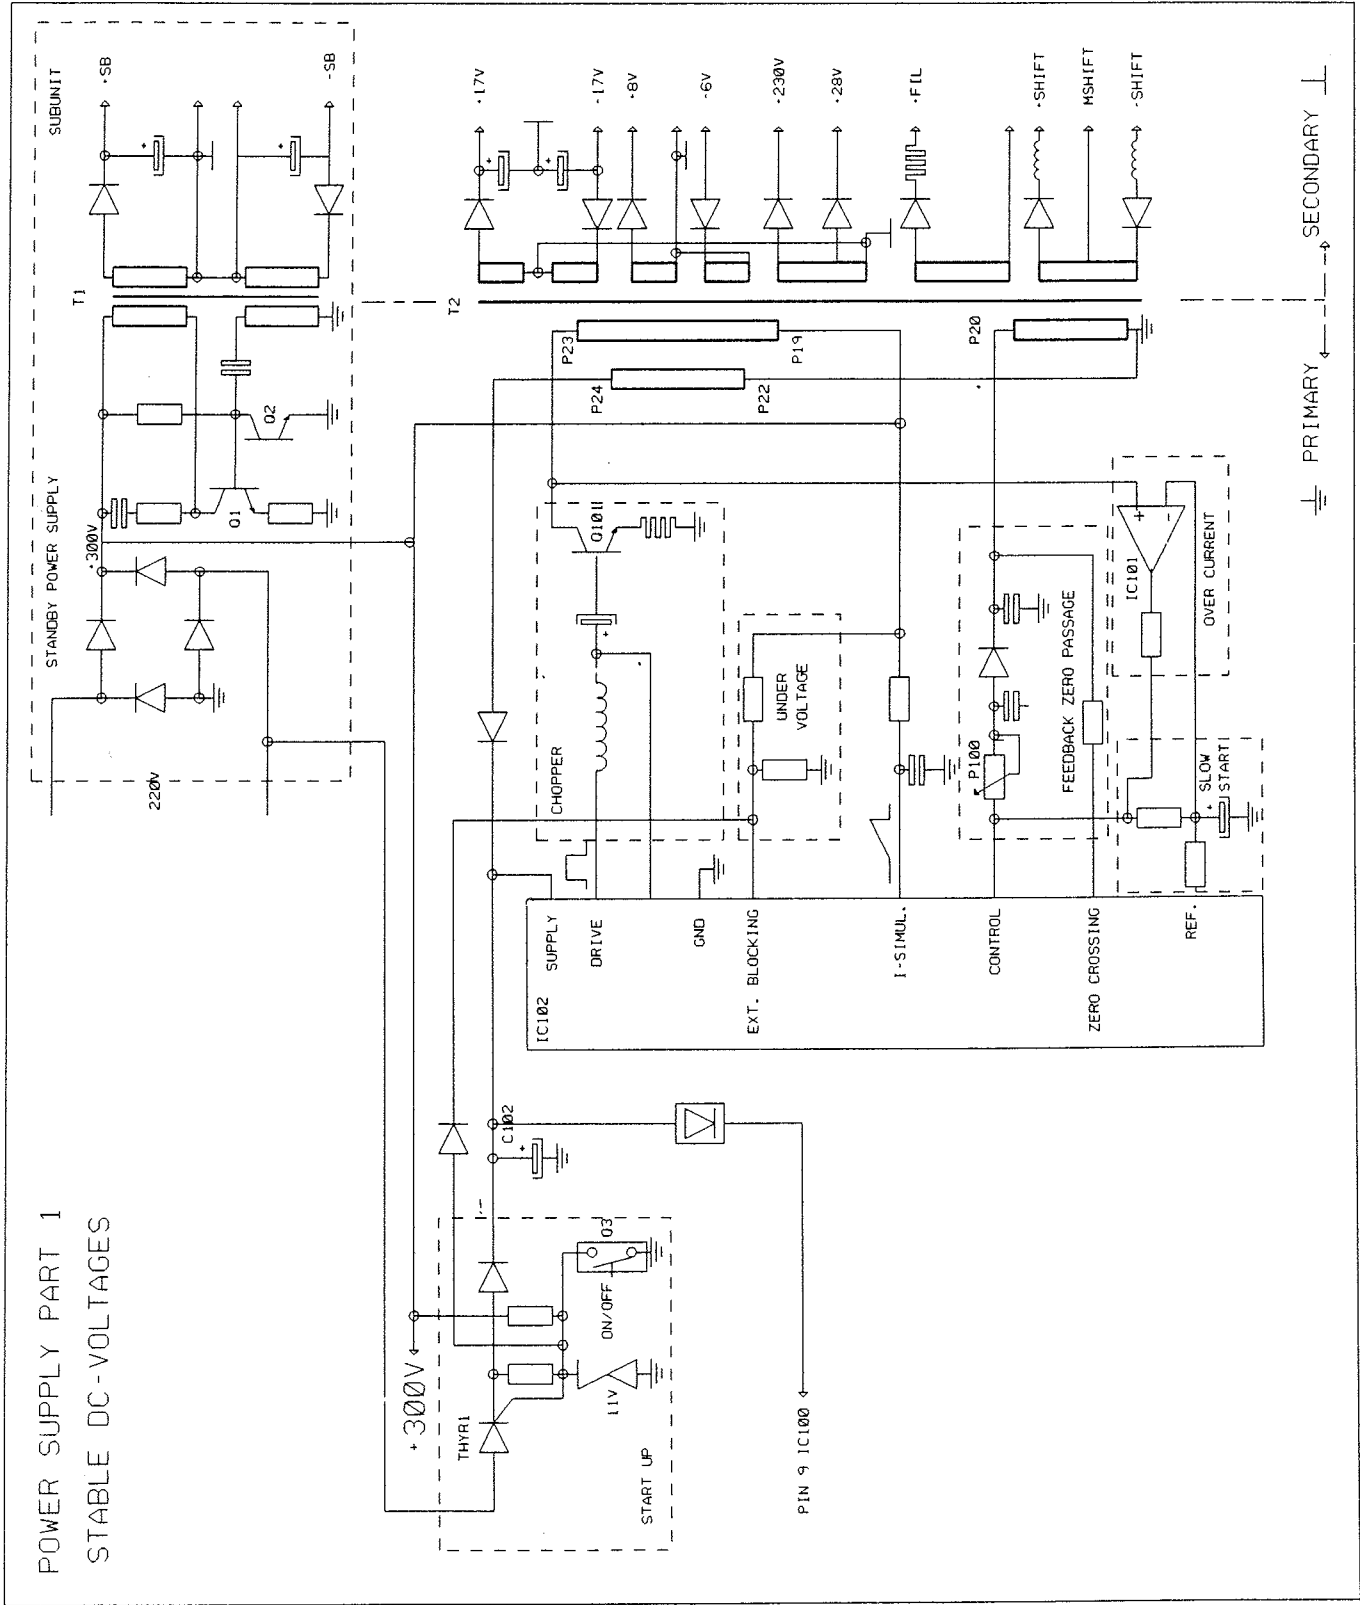 POWER SUPPLY PART 1
STABLE DC-VOLTAGES
STANDBY POWER SUPPLY
SUBUNIT
220V
+300V
Q1
Q2
T1
+SB
-SB
+300V
THYR1
11V
ON/OFF
Q3
START UP
C102
PIN 9 IC100
IC102
SUPPLY
DRIVE
GND
EXT. BLOCKING
I-SIMUL.
CONTROL
ZERO CROSSING
REF.
CHOPPER
Q101
UNDER
VOLTAGE
P100
FEEDBACK ZERO PASSAGE
SLOW
START
IC101
OVER CURRENT
P24
P22
P23
P19
P20
T2
+17V
-17V
+8V
-6V
+230V
+28V
+FIL
+SHIFT
MSHIFT
-SHIFT
PRIMARY
SECONDARY